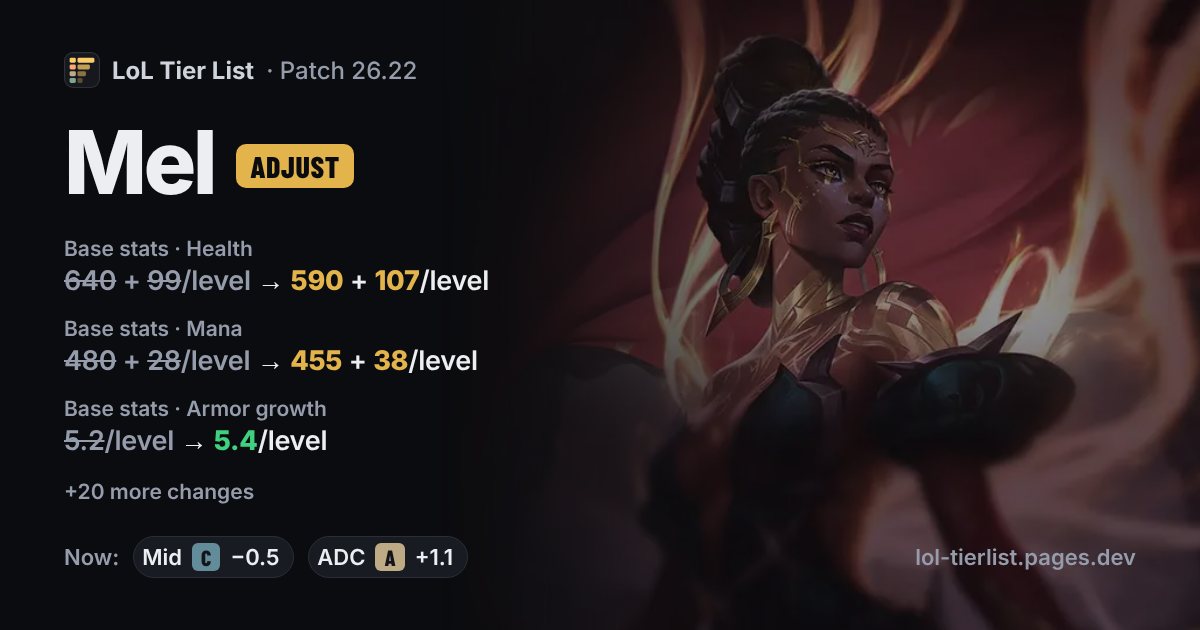 LoL Tier List · Patch 26.22
Mel ADJUST
Base stats · Health
640 + 99/level → 590 + 107/level
Base stats · Mana
480 + 28/level → 455 + 38/level
Base stats · Armor growth
5.2/level → 5.4/level
+20 more changes
Now: Mid C −0.5 ADC A +1.1
lol-tierlist.pages.dev